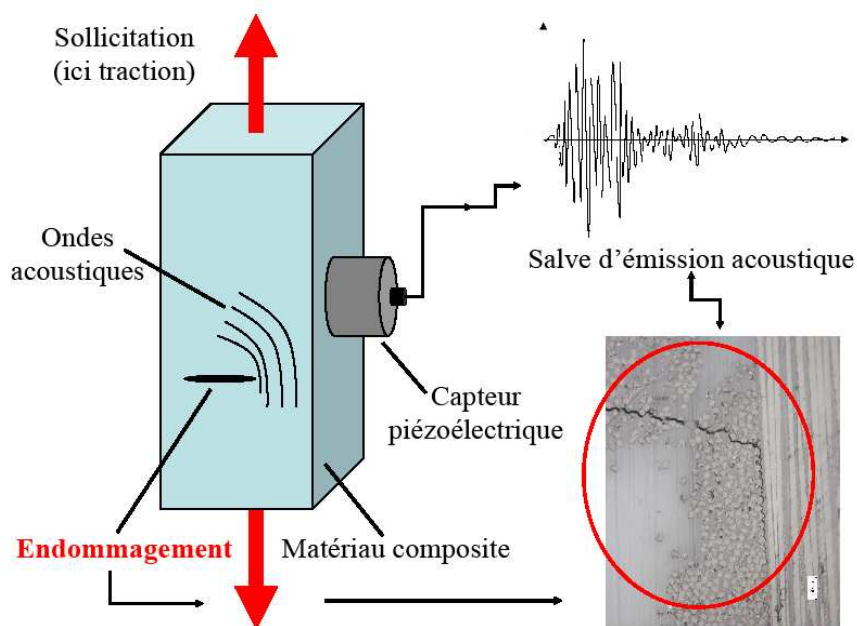 Sollicitation
(ici traction)
Ondes
acoustiques
Salve d’émission acoustique
Capteur
piézoélectrique
Endommagement
Matériau composite